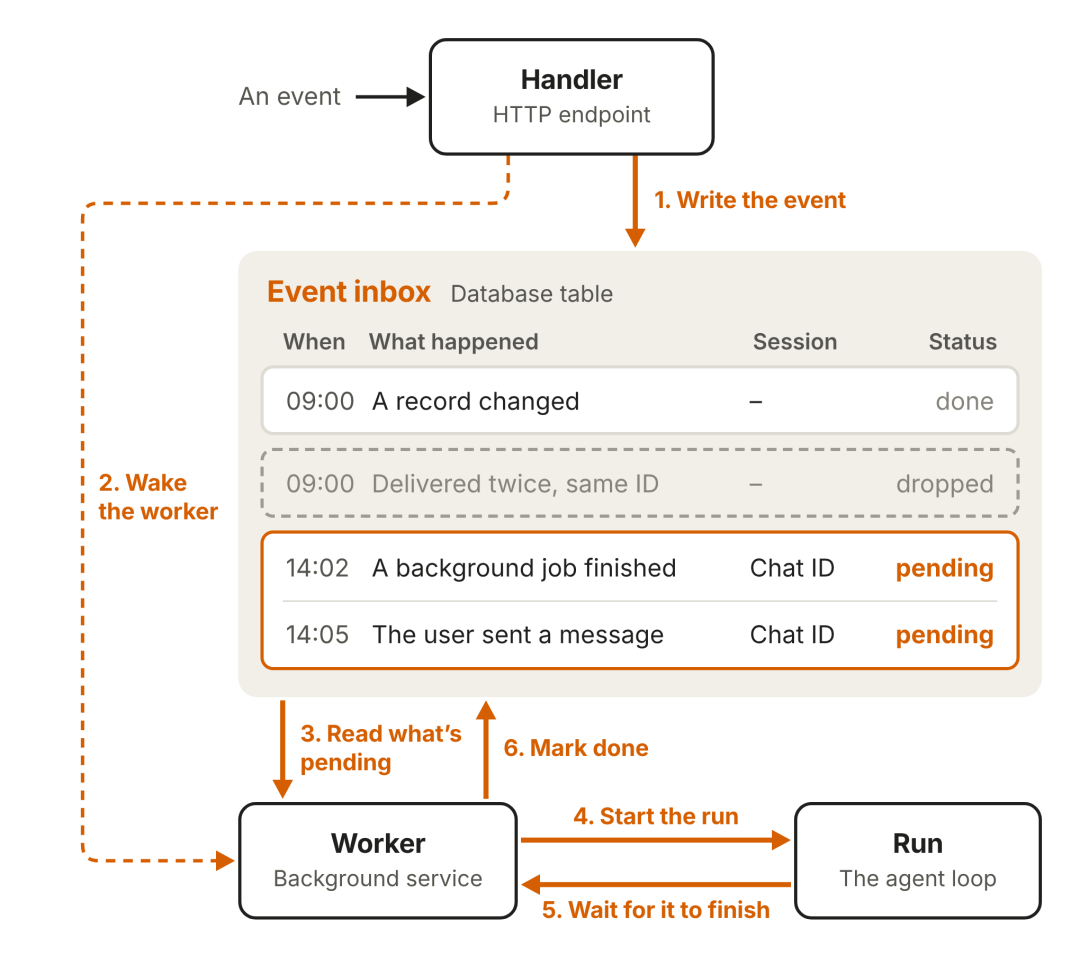 Handler
An event
HTTP endpoint
1. Write the event
Event inbox Database table
When What happened Session Status
09:00 A record changed – done
09:00 Delivered twice, same ID – dropped
2. Wake
the worker
14:02 A background job finished Chat ID pending
14:05 The user sent a message Chat ID pending
3. Read what’s
pending
6. Mark done
4. Start the run
Worker
Background service
Run
The agent loop
5. Wait for it to finish